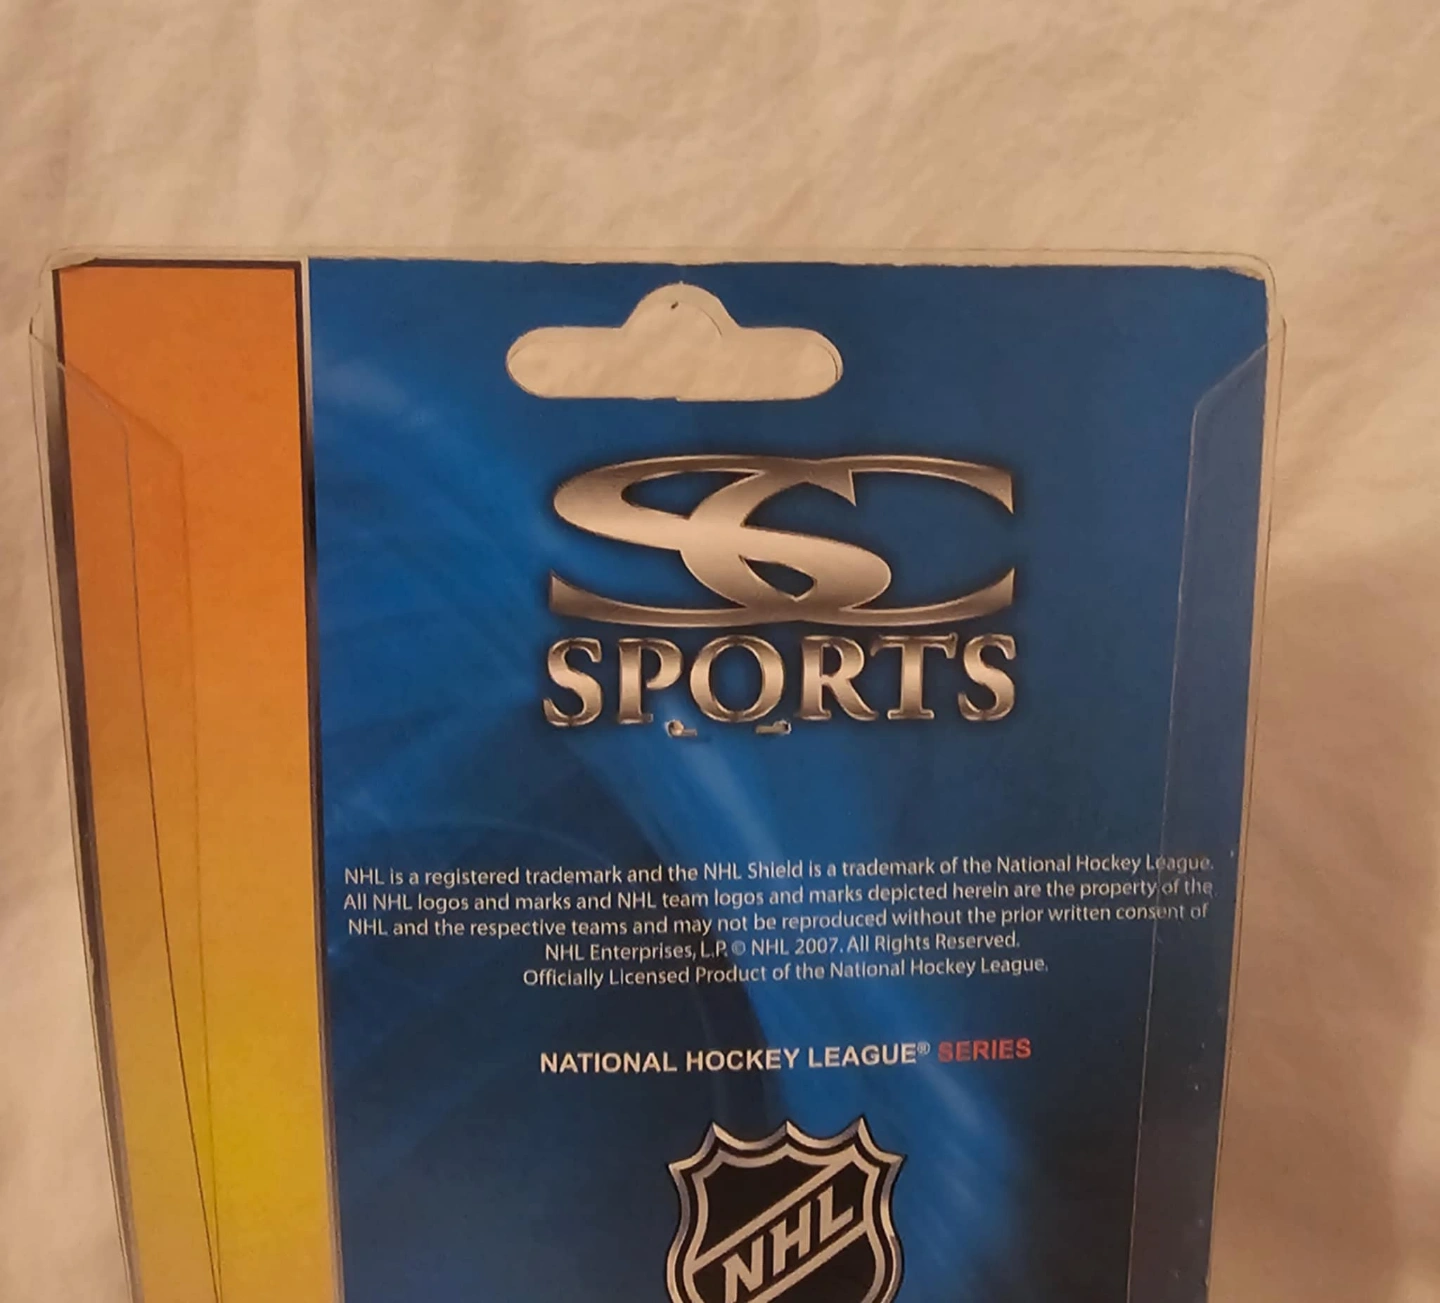 SC
SPORTS
NHL is a registered trademark and the NHL Shield is a trademark of the National Hockey League.
All NHL logos and marks and NHL team logos and marks depicted herein are the property of the
NHL and the respective teams and may not be reproduced without the prior written consent of
NHL Enterprises, L.P. © NHL 2007. All Rights Reserved.
Officially Licensed Product of the National Hockey League.
NATIONAL HOCKEY LEAGUE® SERIES
NHL